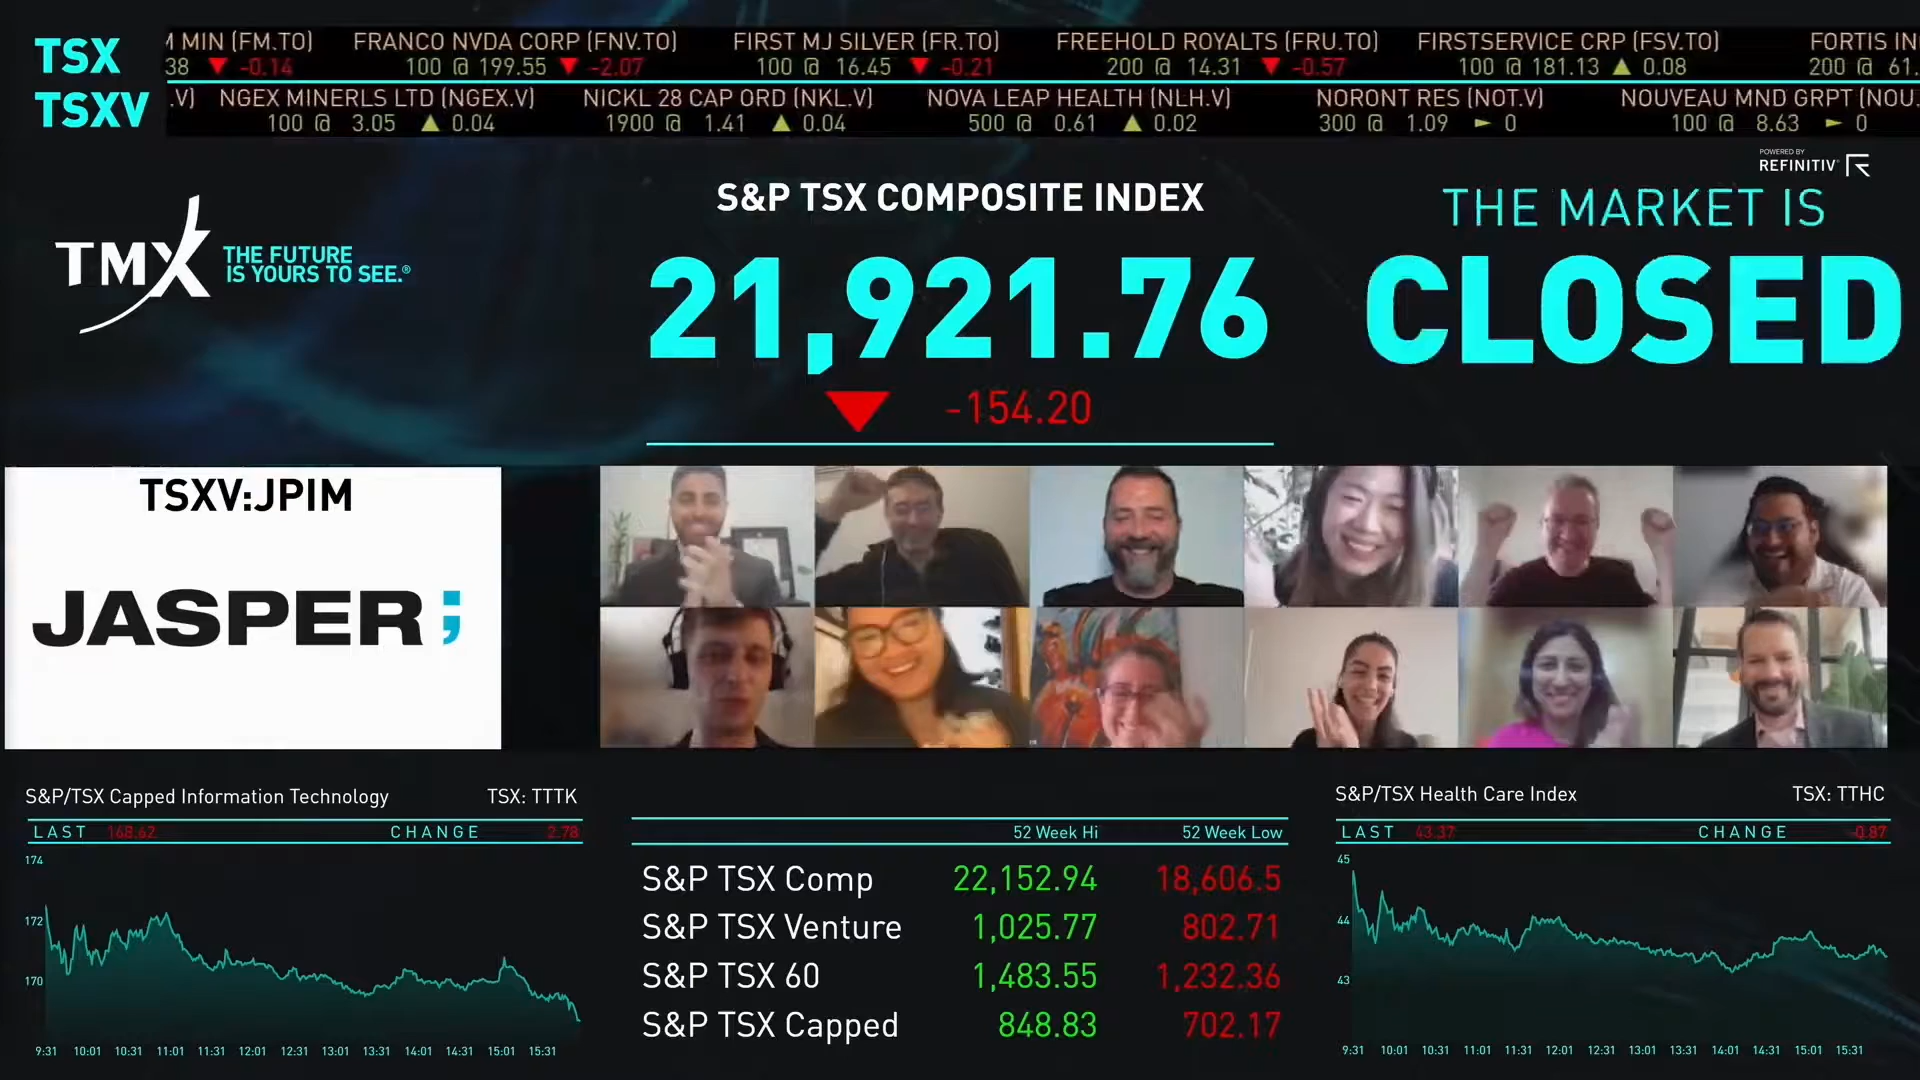 TSX
M MIN (FM.TO) FRANCO NVDA CORP (FNV.TO) FIRST MJ SILVER (FR.TO) FREEHOLD ROYALTS (FRU.TO) FIRSTSERVICE CRP (FSV.TO) FORTIS IN
38 ▼ -0.14 100 @ 199.55 ▼ -2.07 100 @ 16.45 ▼ -0.21 200 @ 14.31 ▼ -0.57 100 @ 181.13 ▲ 0.08 200 @ 61.
TSXV
.V) NGEX MINERLS LTD (NGEX.V) NICKL 28 CAP ORD (NKL.V) NOVA LEAP HEALTH (NLH.V) NORONT RES (NOT.V) NOUVEAU MND GRPT (NOU.
100 @ 3.05 ▲ 0.04 1900 @ 1.41 ▲ 0.04 500 @ 0.61 ▲ 0.02 300 @ 1.09 ► 0 100 @ 8.63 ► 0
POWERED BY
REFINITIV
TMX
THE FUTURE
IS YOURS TO SEE.®
S&P TSX COMPOSITE INDEX
21,921.76
▼ -154.20
THE MARKET IS
CLOSED
TSXV:JPIM
JASPER;
S&P/TSX Capped Information Technology TSX: TTTK
LAST 168.62 CHANGE 2.78
174
172
170
9:31 10:01 10:31 11:01 11:31 12:01 12:31 13:01 13:31 14:01 14:31 15:01 15:31
52 Week Hi 52 Week Low
S&P TSX Comp 22,152.94 18,606.5
S&P TSX Venture 1,025.77 802.71
S&P TSX 60 1,483.55 1,232.36
S&P TSX Capped 848.83 702.17
S&P/TSX Health Care Index TSX: TTHC
LAST 43.37 CHANGE -0.87
45
44
43
9:31 10:01 10:31 11:01 11:31 12:01 12:31 13:01 13:31 14:01 14:31 15:01 15:31